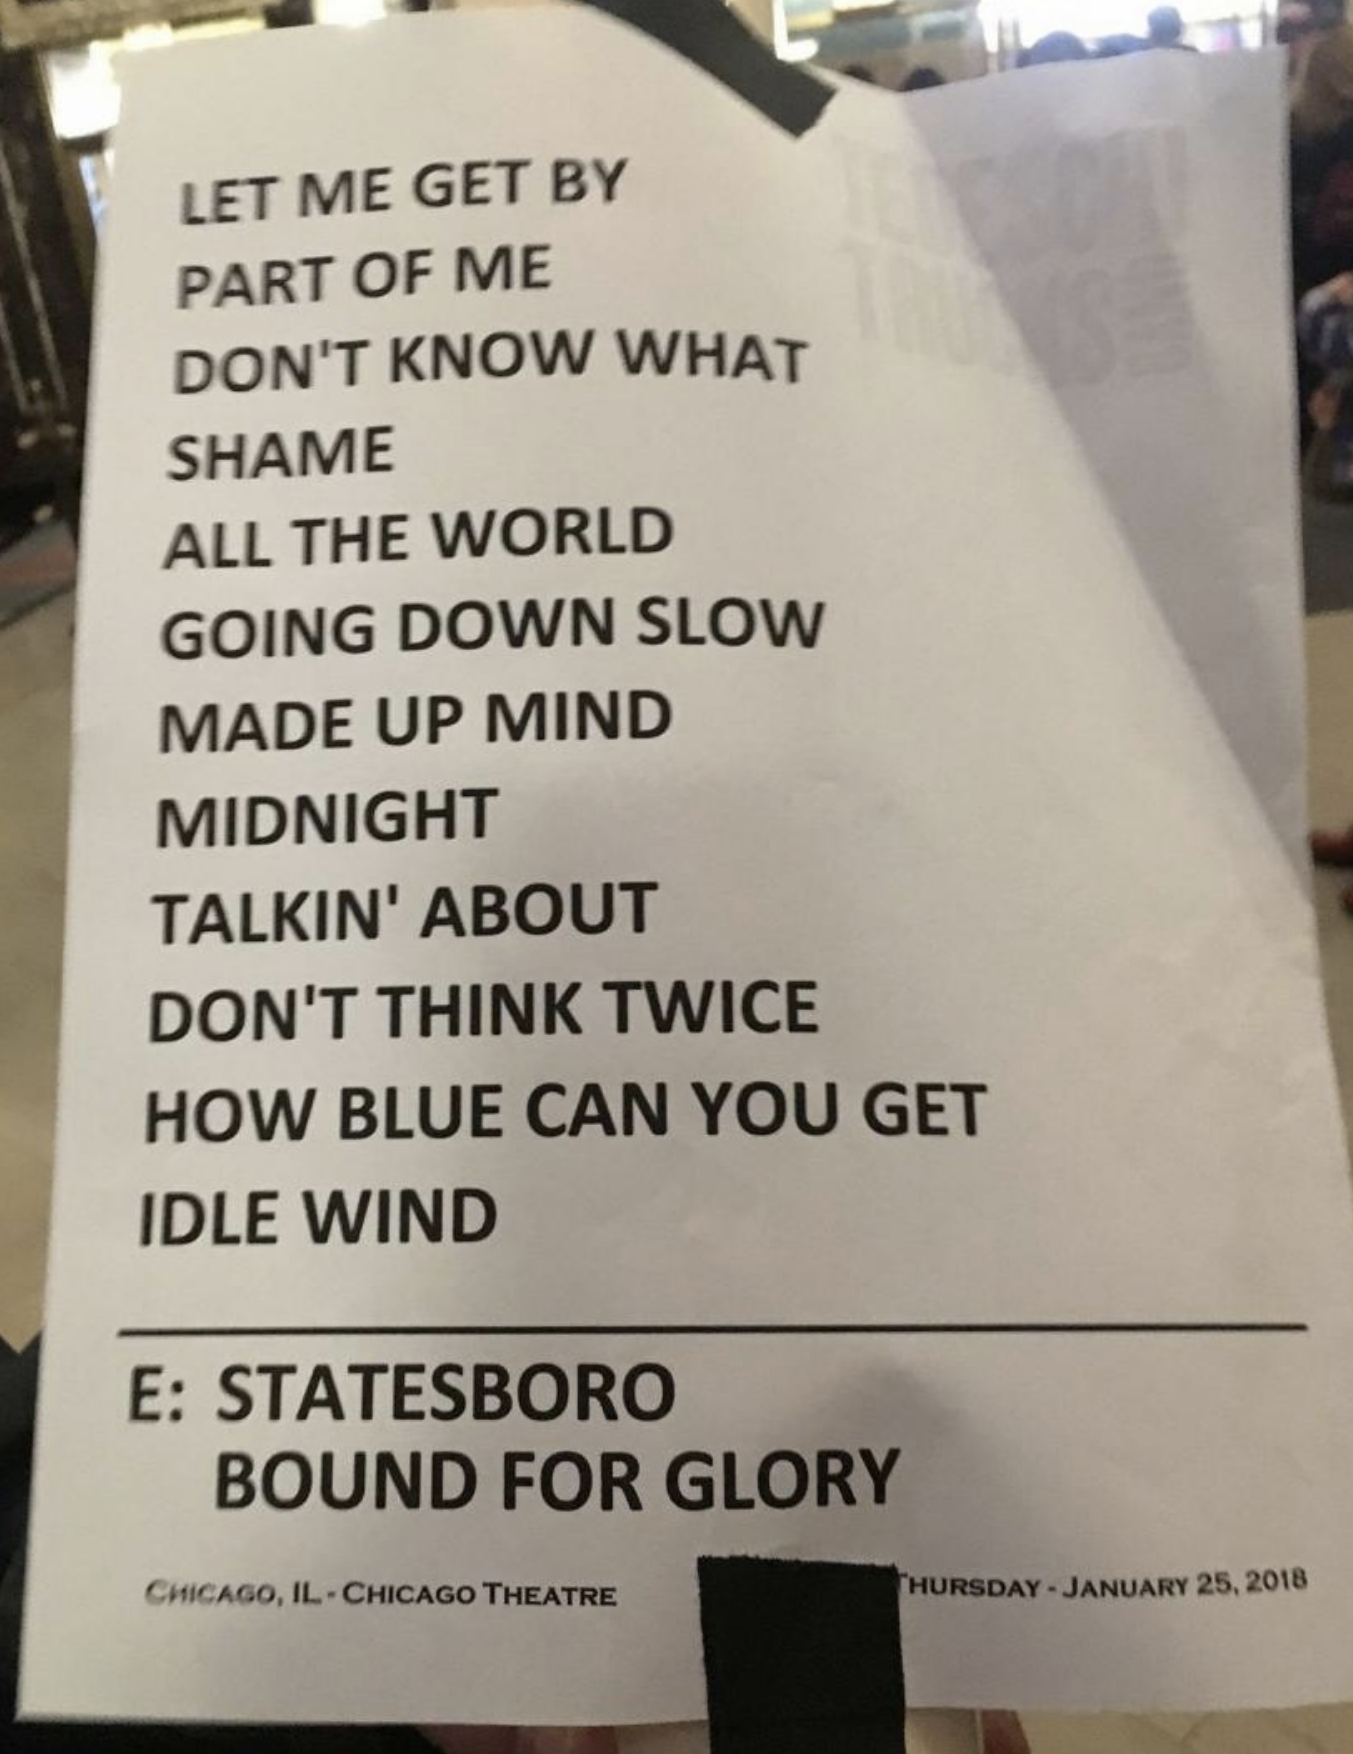 LET ME GET BY
PART OF ME
DON'T KNOW WHAT
SHAME
ALL THE WORLD
GOING DOWN SLOW
MADE UP MIND
MIDNIGHT
TALKIN' ABOUT
DON'T THINK TWICE
HOW BLUE CAN YOU GET
IDLE WIND
E: STATESBORO
BOUND FOR GLORY
CHICAGO, IL - CHICAGO THEATRE THURSDAY - JANUARY 25, 2018